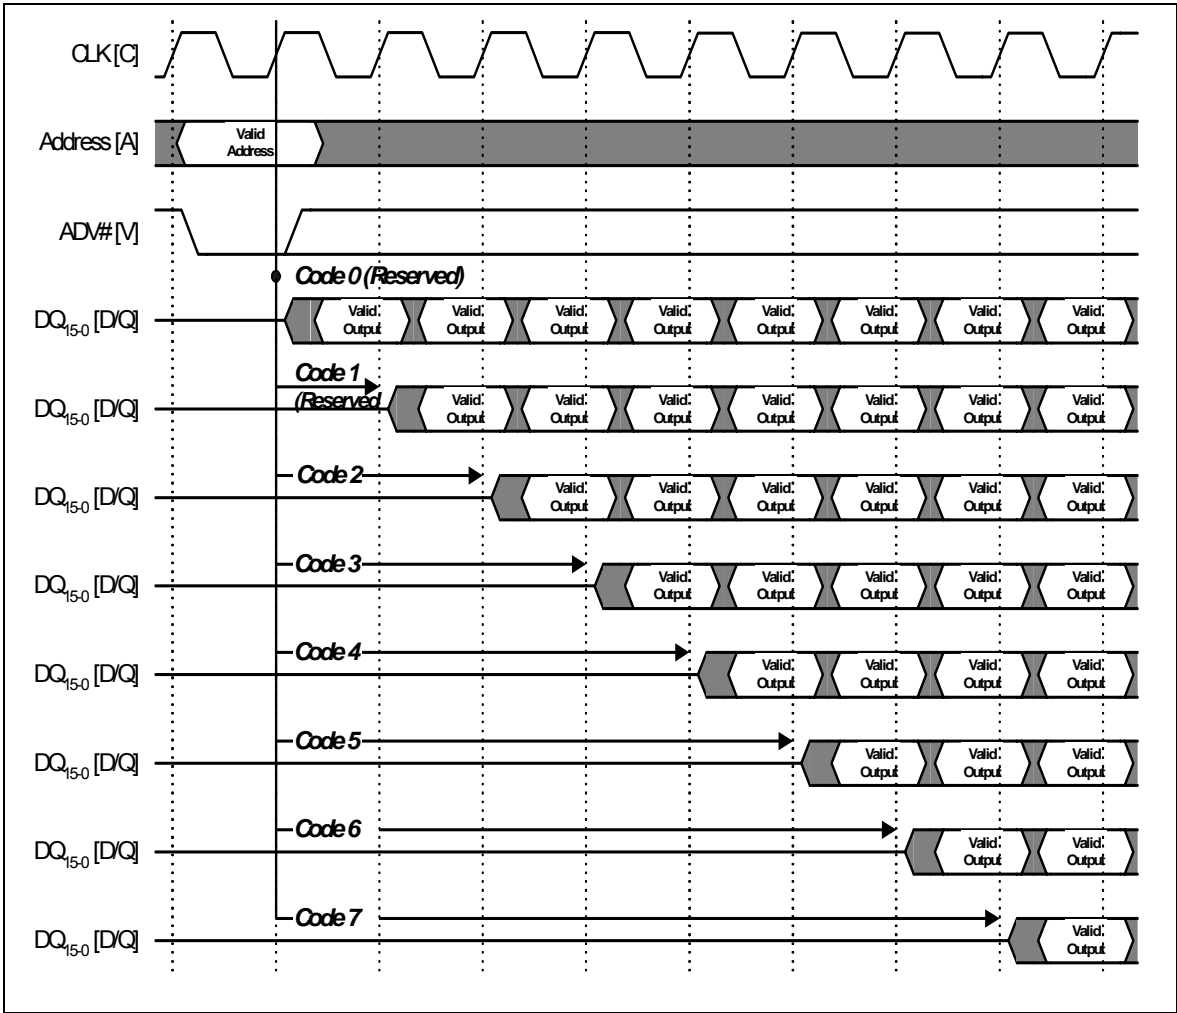 CLK [C]
Address [A]
Valid
Address
ADV# [V]
Code 0 (Reserved)
DQ15-0 [D/Q]
Valid Output Valid Output Valid Output Valid Output Valid Output Valid Output Valid Output Valid Output
Code 1
(Reserved
DQ15-0 [D/Q]
Valid Output Valid Output Valid Output Valid Output Valid Output Valid Output Valid Output
Code 2
DQ15-0 [D/Q]
Valid Output Valid Output Valid Output Valid Output Valid Output Valid Output
Code 3
DQ15-0 [D/Q]
Valid Output Valid Output Valid Output Valid Output Valid Output
Code 4
DQ15-0 [D/Q]
Valid Output Valid Output Valid Output Valid Output
Code 5
DQ15-0 [D/Q]
Valid Output Valid Output Valid Output
Code 6
DQ15-0 [D/Q]
Valid Output Valid Output
Code 7
DQ15-0 [D/Q]
Valid Output